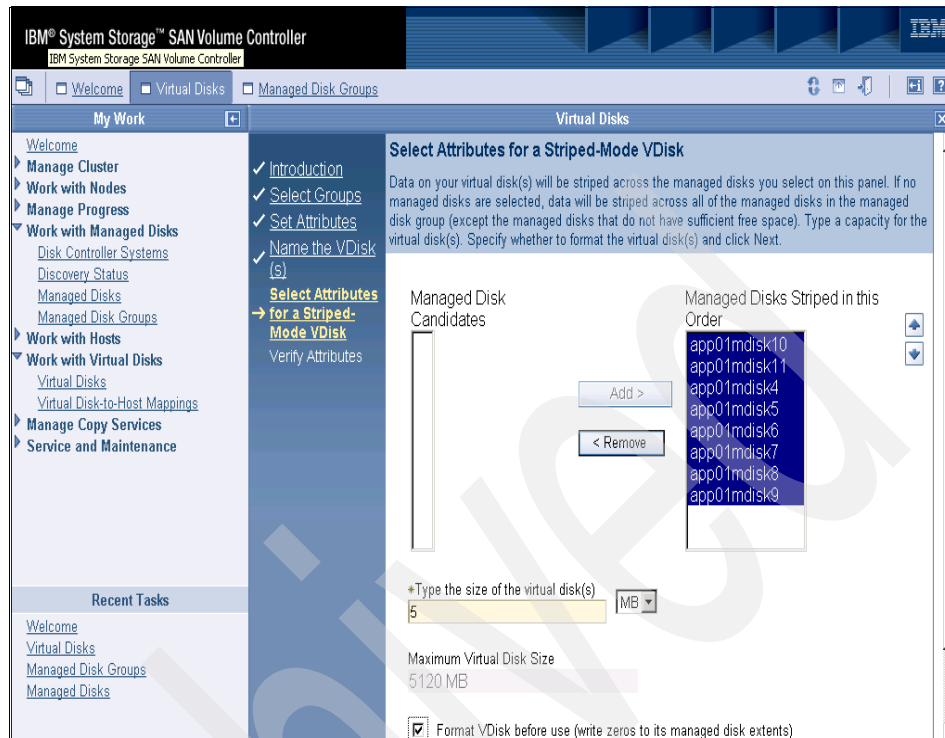 IBM® System Storage™ SAN Volume Controller
IBM System Storage SAN Volume Controller
IBM
Welcome
Virtual Disks
Managed Disk Groups
My Work
Virtual Disks
Welcome
Manage Cluster
Work with Nodes
Manage Progress
Work with Managed Disks
Disk Controller Systems
Discovery Status
Managed Disks
Managed Disk Groups
Work with Hosts
Work with Virtual Disks
Virtual Disks
Virtual Disk-to-Host Mappings
Manage Copy Services
Service and Maintenance
Recent Tasks
Welcome
Virtual Disks
Managed Disk Groups
Managed Disks
Introduction
Select Groups
Set Attributes
Name the VDisk
(s)
Select Attributes
for a Striped-
Mode VDisk
Verify Attributes
Select Attributes for a Striped-Mode VDisk
Data on your virtual disk(s) will be striped across the managed disks you select on this panel. If no
managed disks are selected, data will be striped across all of the managed disks in the managed
disk group (except the managed disks that do not have sufficient free space). Type a capacity for the
virtual disk(s). Specify whether to format the virtual disk(s) and click Next.
Managed Disk
Candidates
Add >
< Remove
Managed Disks Striped in this
Order
app01mdisk10
app01mdisk11
app01mdisk4
app01mdisk5
app01mdisk6
app01mdisk7
app01mdisk8
app01mdisk9
*Type the size of the virtual disk(s)
5
MB
Maximum Virtual Disk Size
5120 MB
Format VDisk before use (write zeros to its managed disk extents)
hived